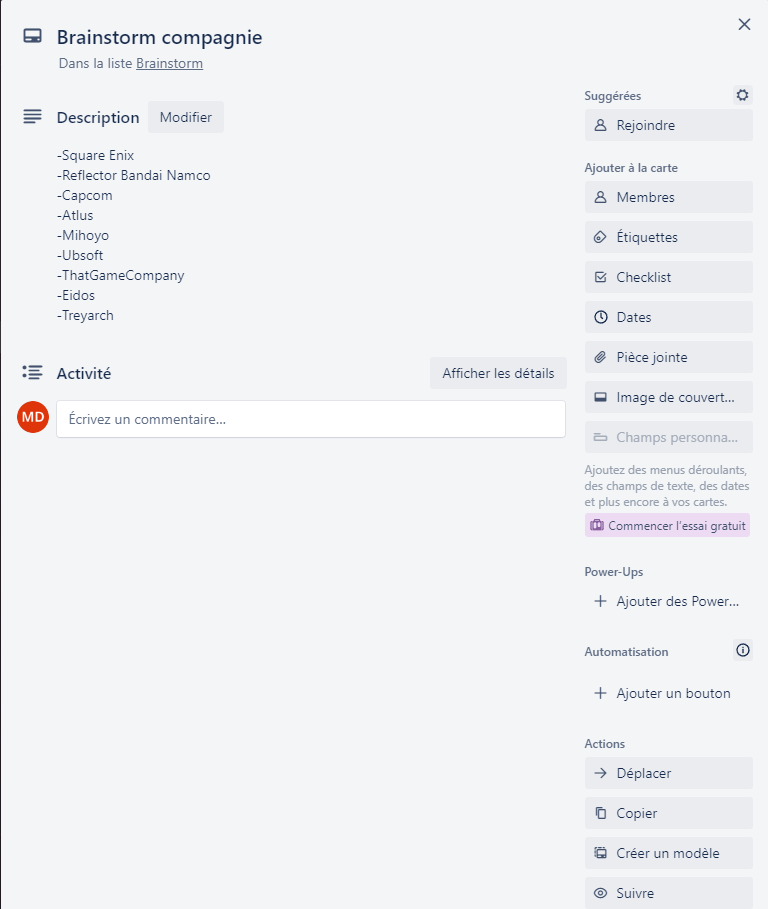 Brainstorm compagnie
Dans la liste Brainstorm
Description
Modifier
-Square Enix
-Reflector Bandai Namco
-Capcom
-Atlus
-Mihoyo
-Ubsoft
-ThatGameCompany
-Eidos
-Treyarch
Activité
Afficher les détails
MD
Écrivez un commentaire…
Suggérées
Rejoindre
Ajouter à la carte
Membres
Étiquettes
Checklist
Dates
Pièce jointe
Image de couvert…
Champs personna…
Ajoutez des menus déroulants,
des champs de texte, des dates
et plus encore à vos cartes.
Commencer l'essai gratuit
Power-Ups
Ajouter des Power…
Automatisation
Ajouter un bouton
Actions
Déplacer
Copier
Créer un modèle
Suivre